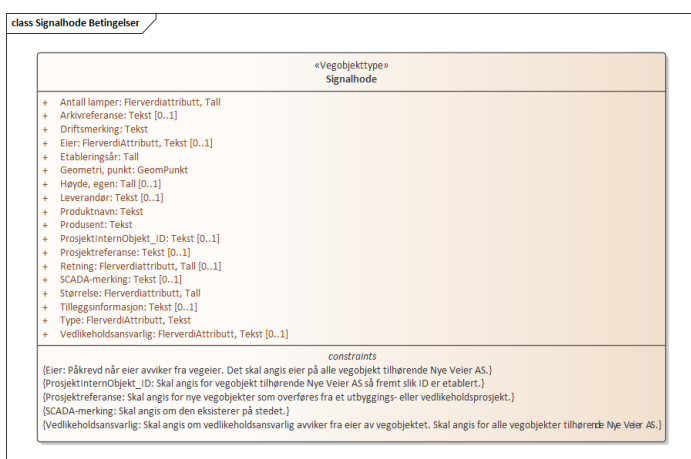 class Signalhode Betingelser
«Vegobjekttype»
Signalhode
+ Antall lamper: Flerverdiattributt, Tall
+ Arkivreferanse: Tekst [0..1]
+ Driftsmerking: Tekst
+ Eier: FlerverdiAttributt, Tekst [0..1]
+ Etableringsår: Tall
+ Geometri, punkt: GeomPunkt
+ Høyde, egen: Tall [0..1]
+ Leverandør: Tekst [0..1]
+ Produktnavn: Tekst
+ Produsent: Tekst
+ ProsjektInternObjekt_ID: Tekst [0..1]
+ Prosjektreferanse: Tekst [0..1]
+ Retning: Flerverdiattributt, Tall [0..1]
+ SCADA-merking: Tekst [0..1]
+ Størrelse: Flerverdiattributt, Tall
+ Tilleggsinformasjon: Tekst [0..1]
+ Type: FlerverdiAttributt, Tekst
+ Vedlikeholdsansvarlig: FlerverdiAttributt, Tekst [0..1]
constraints
{Eier: Påkrevd når eier avviker fra vegeier. Det skal angis eier på alle vegobjekt tilhørende Nye Veier AS.}
{ProsjektInternObjekt_ID: Skal angis for vegobjekt tilhørende Nye Veier AS så fremt slik ID er etablert.}
{Prosjektreferanse: Skal angis for nye vegobjekter som overføres fra et utbyggings- eller vedlikeholdsprosjekt.}
{SCADA-merking: Skal angis om den eksisterer på stedet.}
{Vedlikeholdsansvarlig: Skal angis om vedlikeholdsansvarlig avviker fra eier av vegobjektet. Skal angis for alle vegobjekter tilhørende Nye Veier AS.}